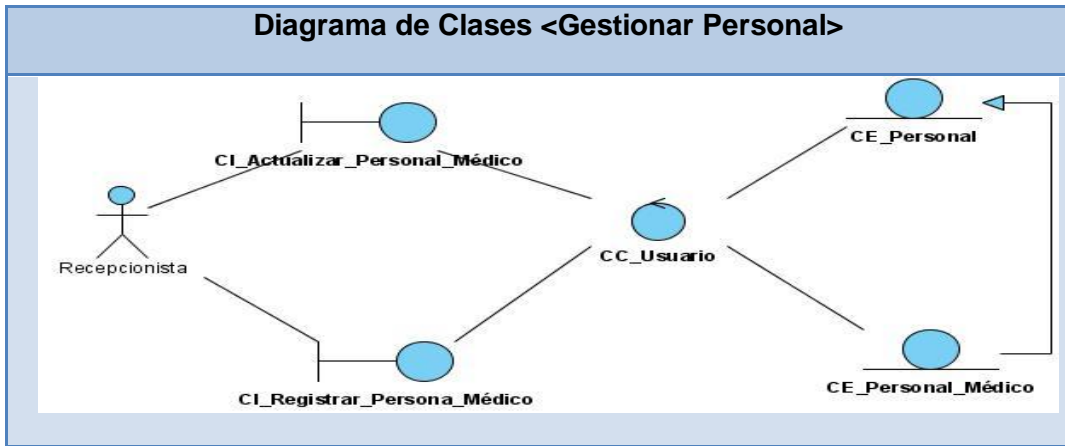 Diagrama de Clases <Gestionar Personal>
CE_Personal
CI_Actualizar_Personal_Médico
CC_Usuario
Recepcionista
CE_Personal_Médico
CI_Registrar_Persona_Médico